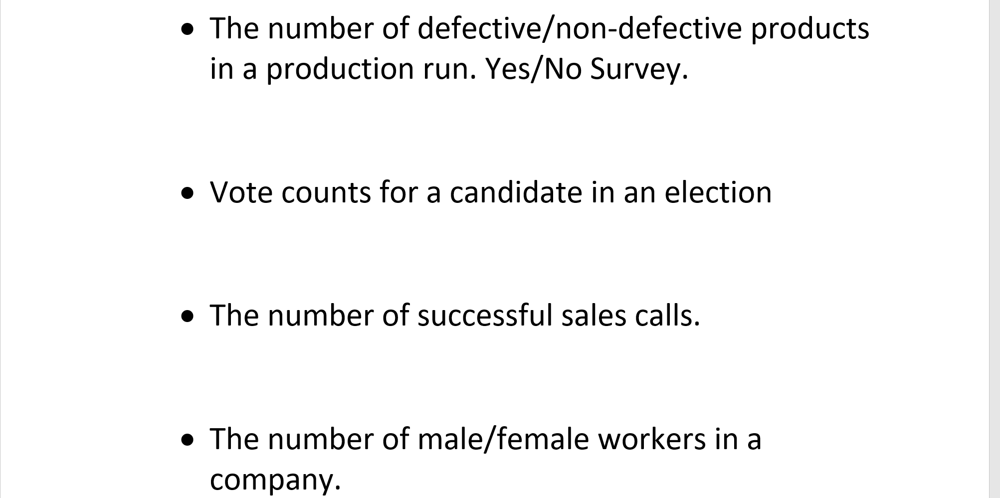 • The number of defective/non-defective products
in a production run. Yes/No Survey.
• Vote counts for a candidate in an election
• The number of successful sales calls.
• The number of male/female workers in a
company.